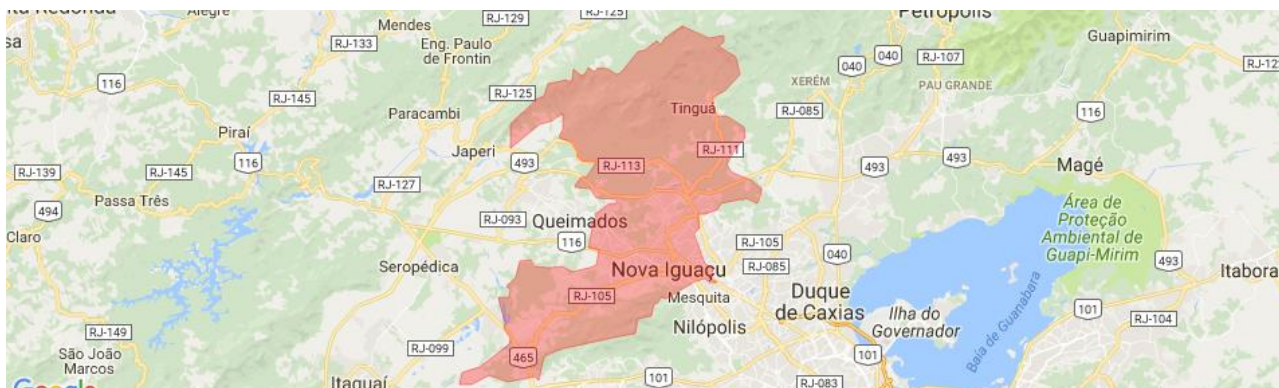 Alegre
Petrópolis
RJ-129
RJ-125
Mendes
RJ-133
Eng. Paulo
de Frontin
040
040
RJ-107
Guapimirim
116
RJ-125
XERÉM
PAU GRANDE
RJ-145
Paracambi
Tinguá
RJ-085
116
Piraí
116
Japeri
493
RJ-113
RJ-111
493
493
Magé
RJ-139
RJ-145
RJ-127
Passa Três
494
Claro
RJ-093
Queimados
116
RJ-105
040
Área de
Proteção
Ambiental de
Guapi-Mirim
493
Itabora
Seropédica
Nova Iguaçu
RJ-085
RJ-105
Mesquita
Duque
de Caxias
Ilha do
Governador
Baia de Guanabara
101
RJ-104
RJ-149
Nilópolis
São João
Marcos
RJ-099
465
101
101
RJ-083
Itaguaí
Google